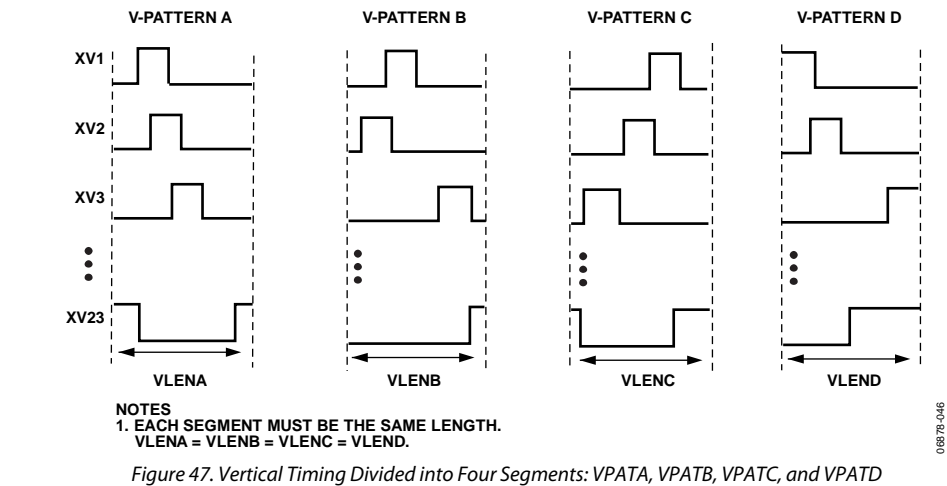 V-PATTERN A V-PATTERN B V-PATTERN C V-PATTERN D
XV1
XV2
XV3
XV23
VLENA VLENB VLENC VLEND
NOTES
1. EACH SEGMENT MUST BE THE SAME LENGTH.
VLENA = VLENB = VLENC = VLEND.
06878-046
Figure 47. Vertical Timing Divided into Four Segments: VPATA, VPATB, VPATC, and VPATD